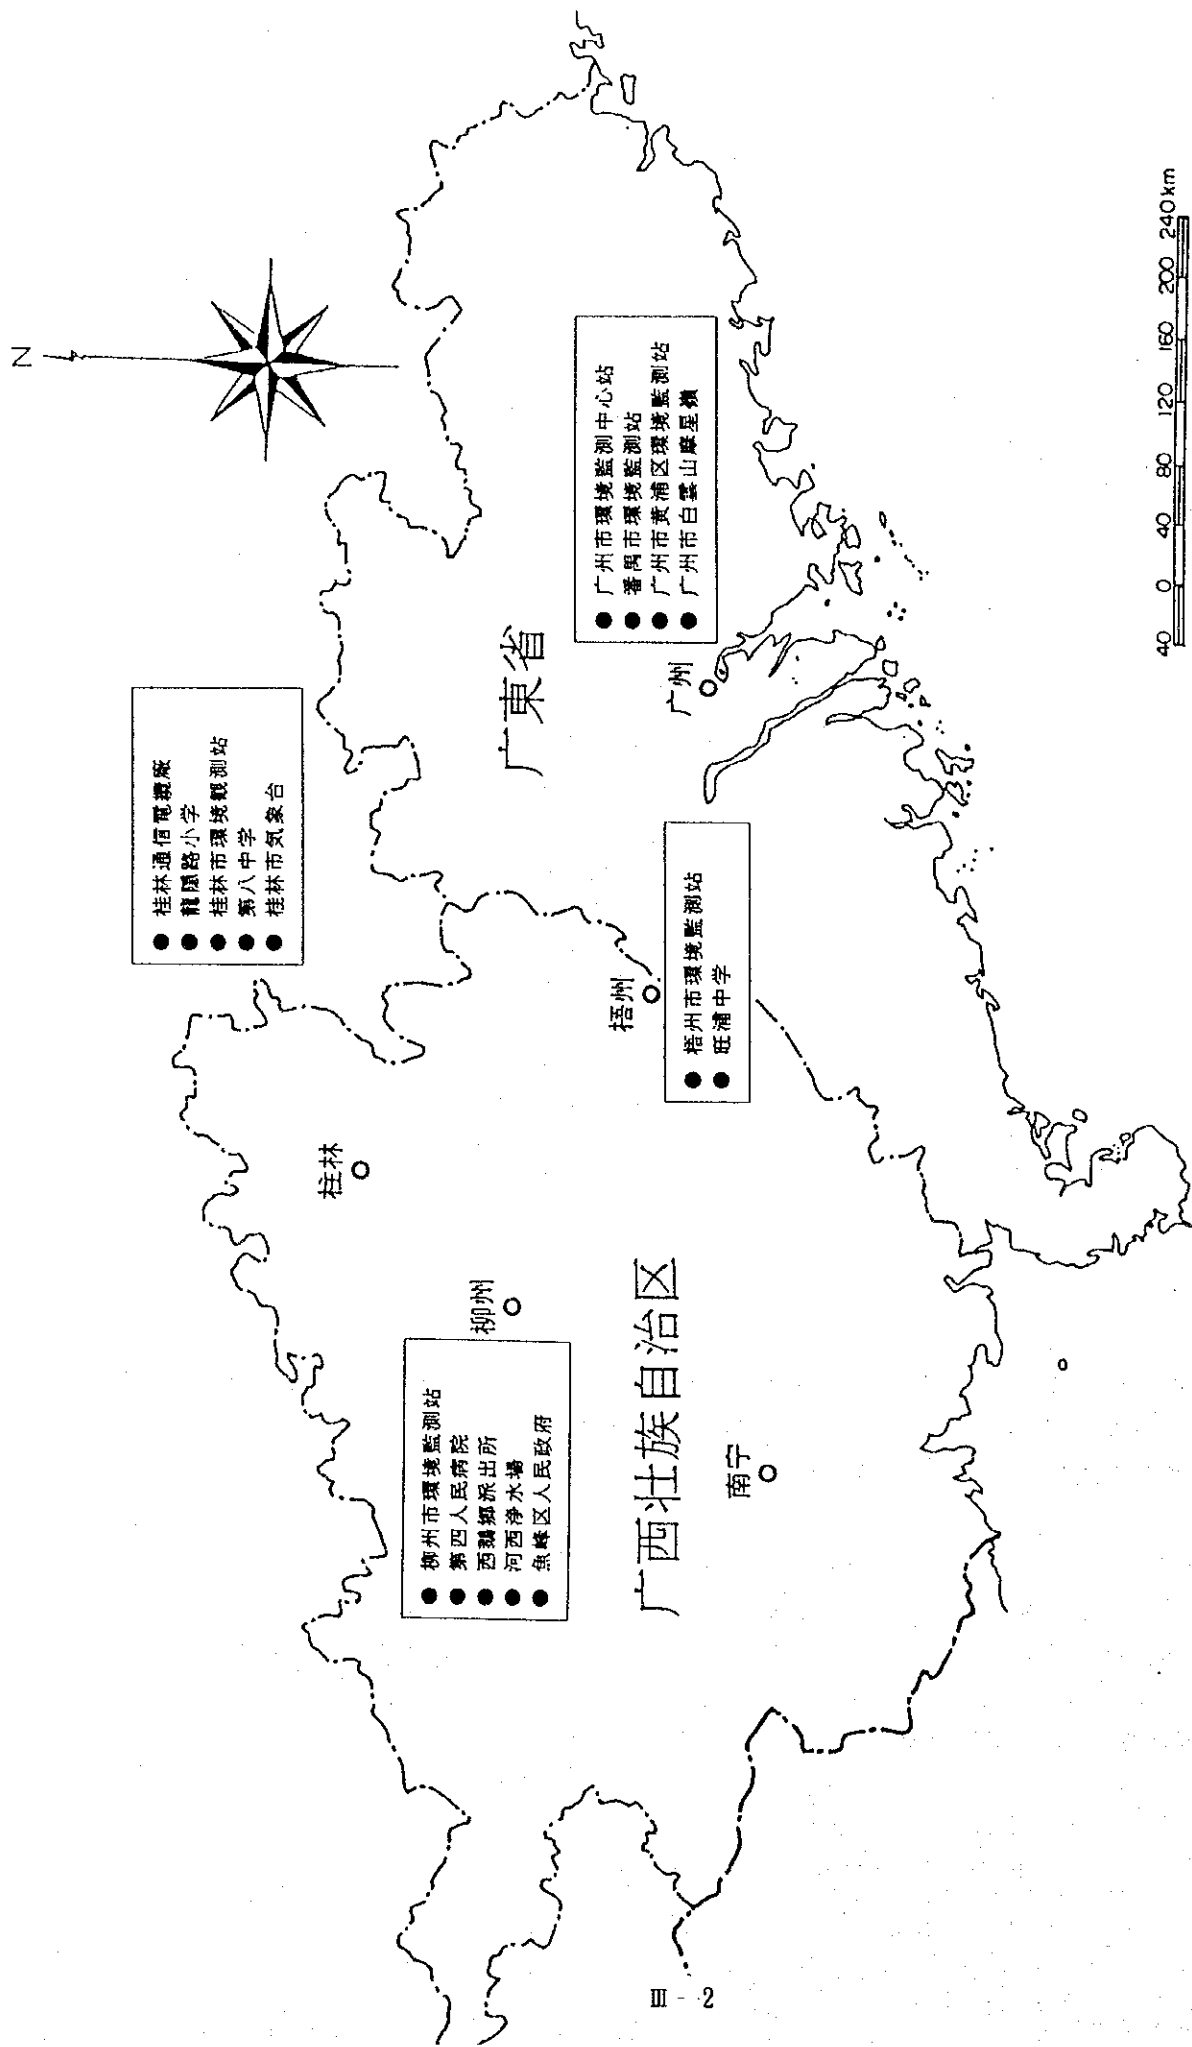 N
桂林通信電纜廠
龍隠路小学
桂林市環境観測站
第八中学
桂林市気象台
桂林
柳州
柳州市環境監測站
第四人民病院
西鵝郷派出所
河西浄水場
魚峰区人民政府
广西壮族自治区
南宁
梧州
梧州市環境監測站
旺浦中学
广東省
广州市環境監測中心站
番禺市環境監測站
广州市黄浦区環境監測站
广州市白雲山摩星嶺
广州
40 0 40 80 120 160 200 240km
III - 2